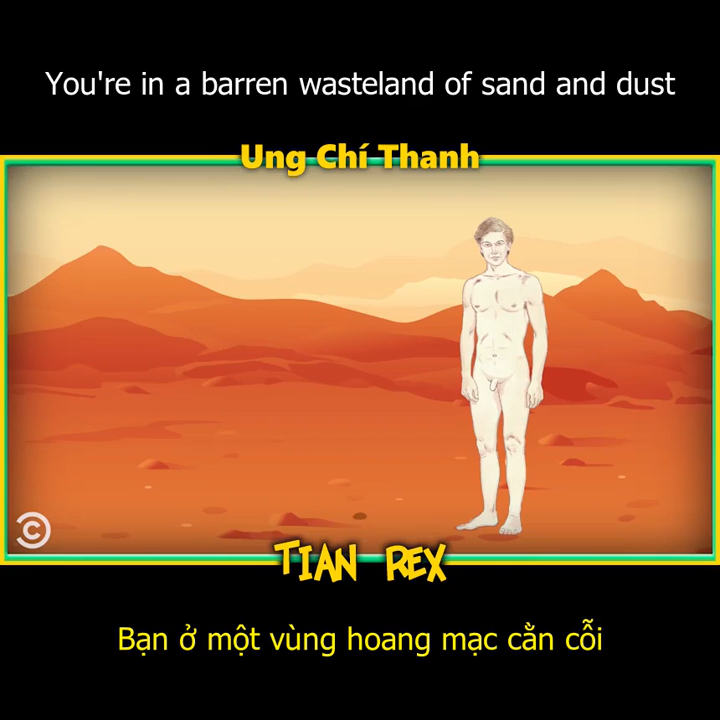 You're in a barren wasteland of sand and dust
Ung Chí Thanh
TIAN REX
Bạn ở một vùng hoang mạc cằn cỗi